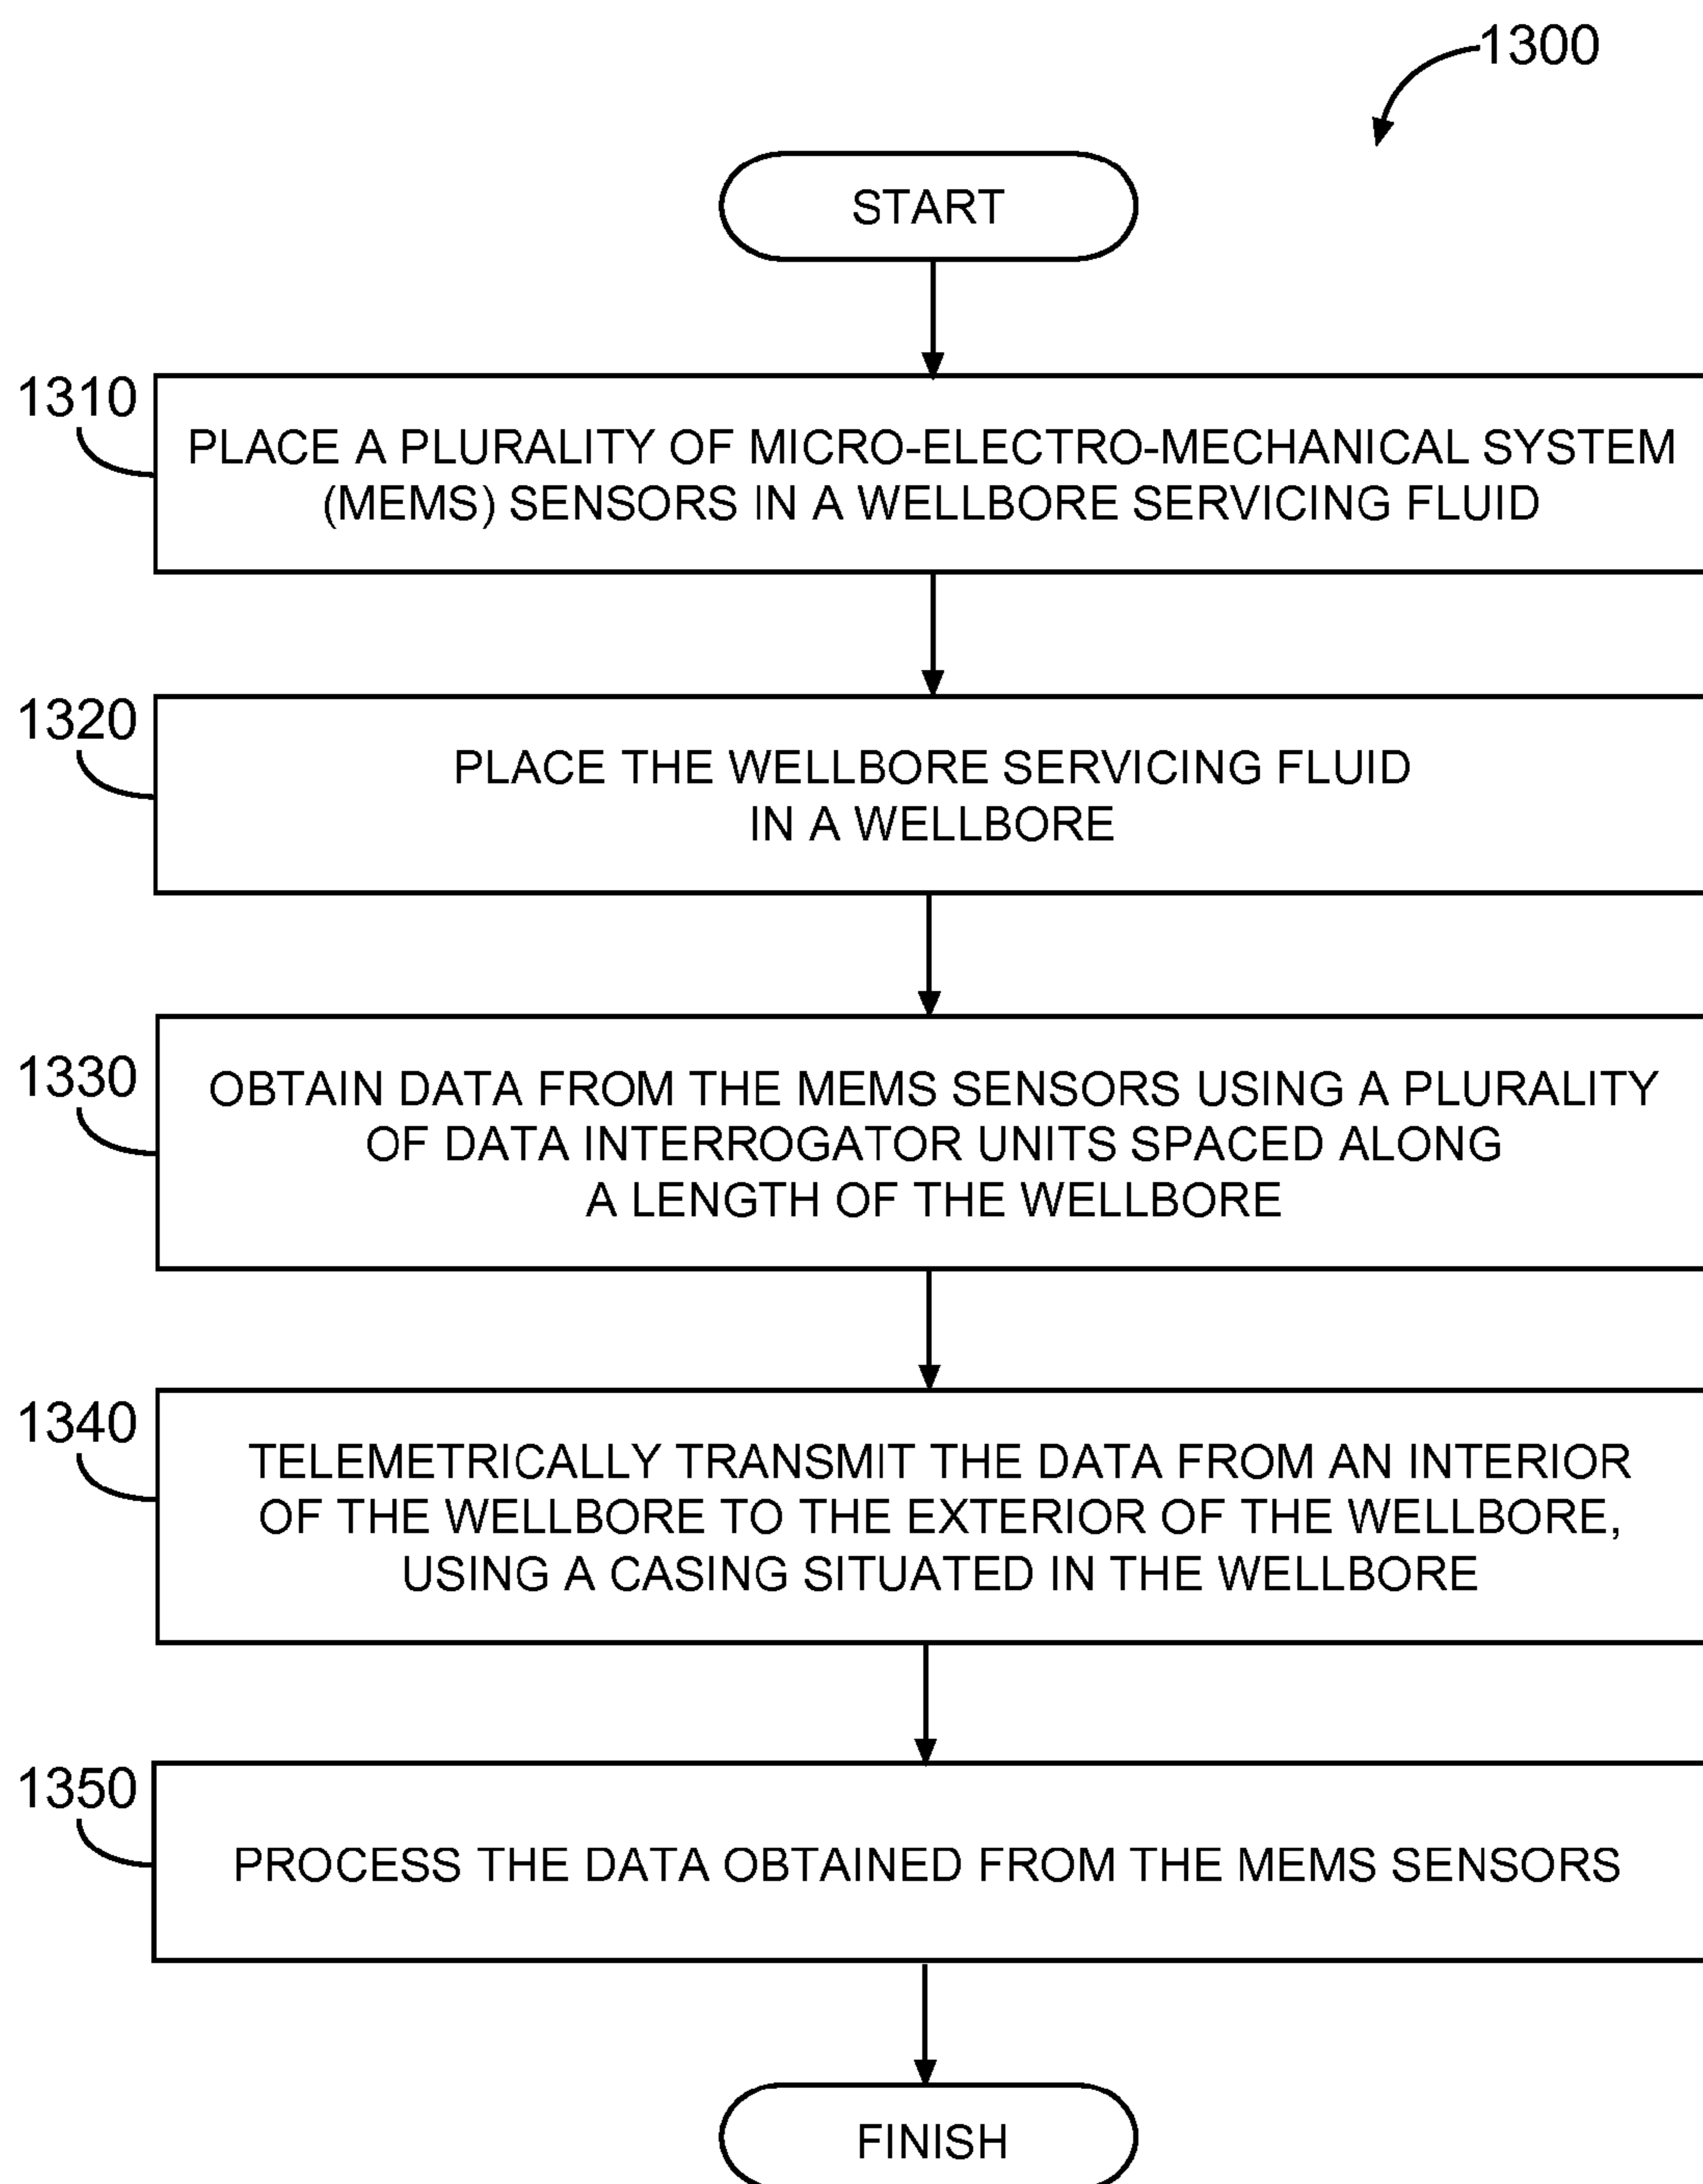 1300
START
1310
PLACE A PLURALITY OF MICRO-ELECTRO-MECHANICAL SYSTEM
(MEMS) SENSORS IN A WELLBORE SERVICING FLUID
1320
PLACE THE WELLBORE SERVICING FLUID
IN A WELLBORE
1330
OBTAIN DATA FROM THE MEMS SENSORS USING A PLURALITY
OF DATA INTERROGATOR UNITS SPACED ALONG
A LENGTH OF THE WELLBORE
1340
TELEMETRICALLY TRANSMIT THE DATA FROM AN INTERIOR
OF THE WELLBORE TO THE EXTERIOR OF THE WELLBORE,
USING A CASING SITUATED IN THE WELLBORE
1350
PROCESS THE DATA OBTAINED FROM THE MEMS SENSORS
FINISH